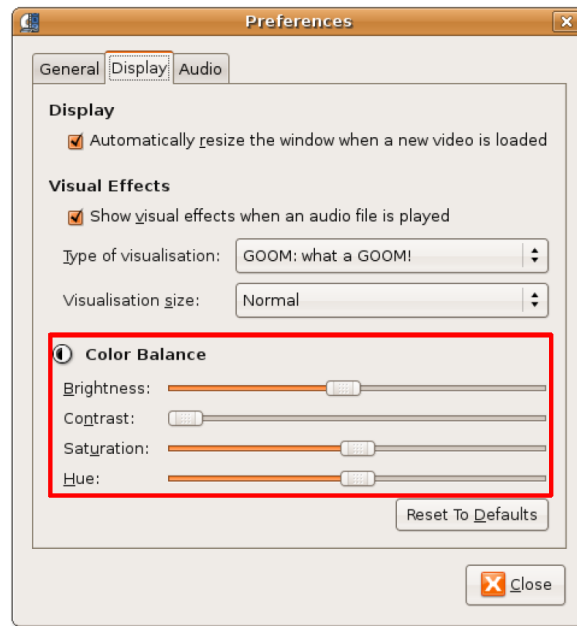 Preferences
General Display Audio
Display
Automatically resize the window when a new video is loaded
Visual Effects
Show visual effects when an audio file is played
Type of visualisation: GOOM: what a GOOM!
Visualisation size: Normal
Color Balance
Brightness:
Contrast:
Saturation:
Hue:
Reset To Defaults
Close